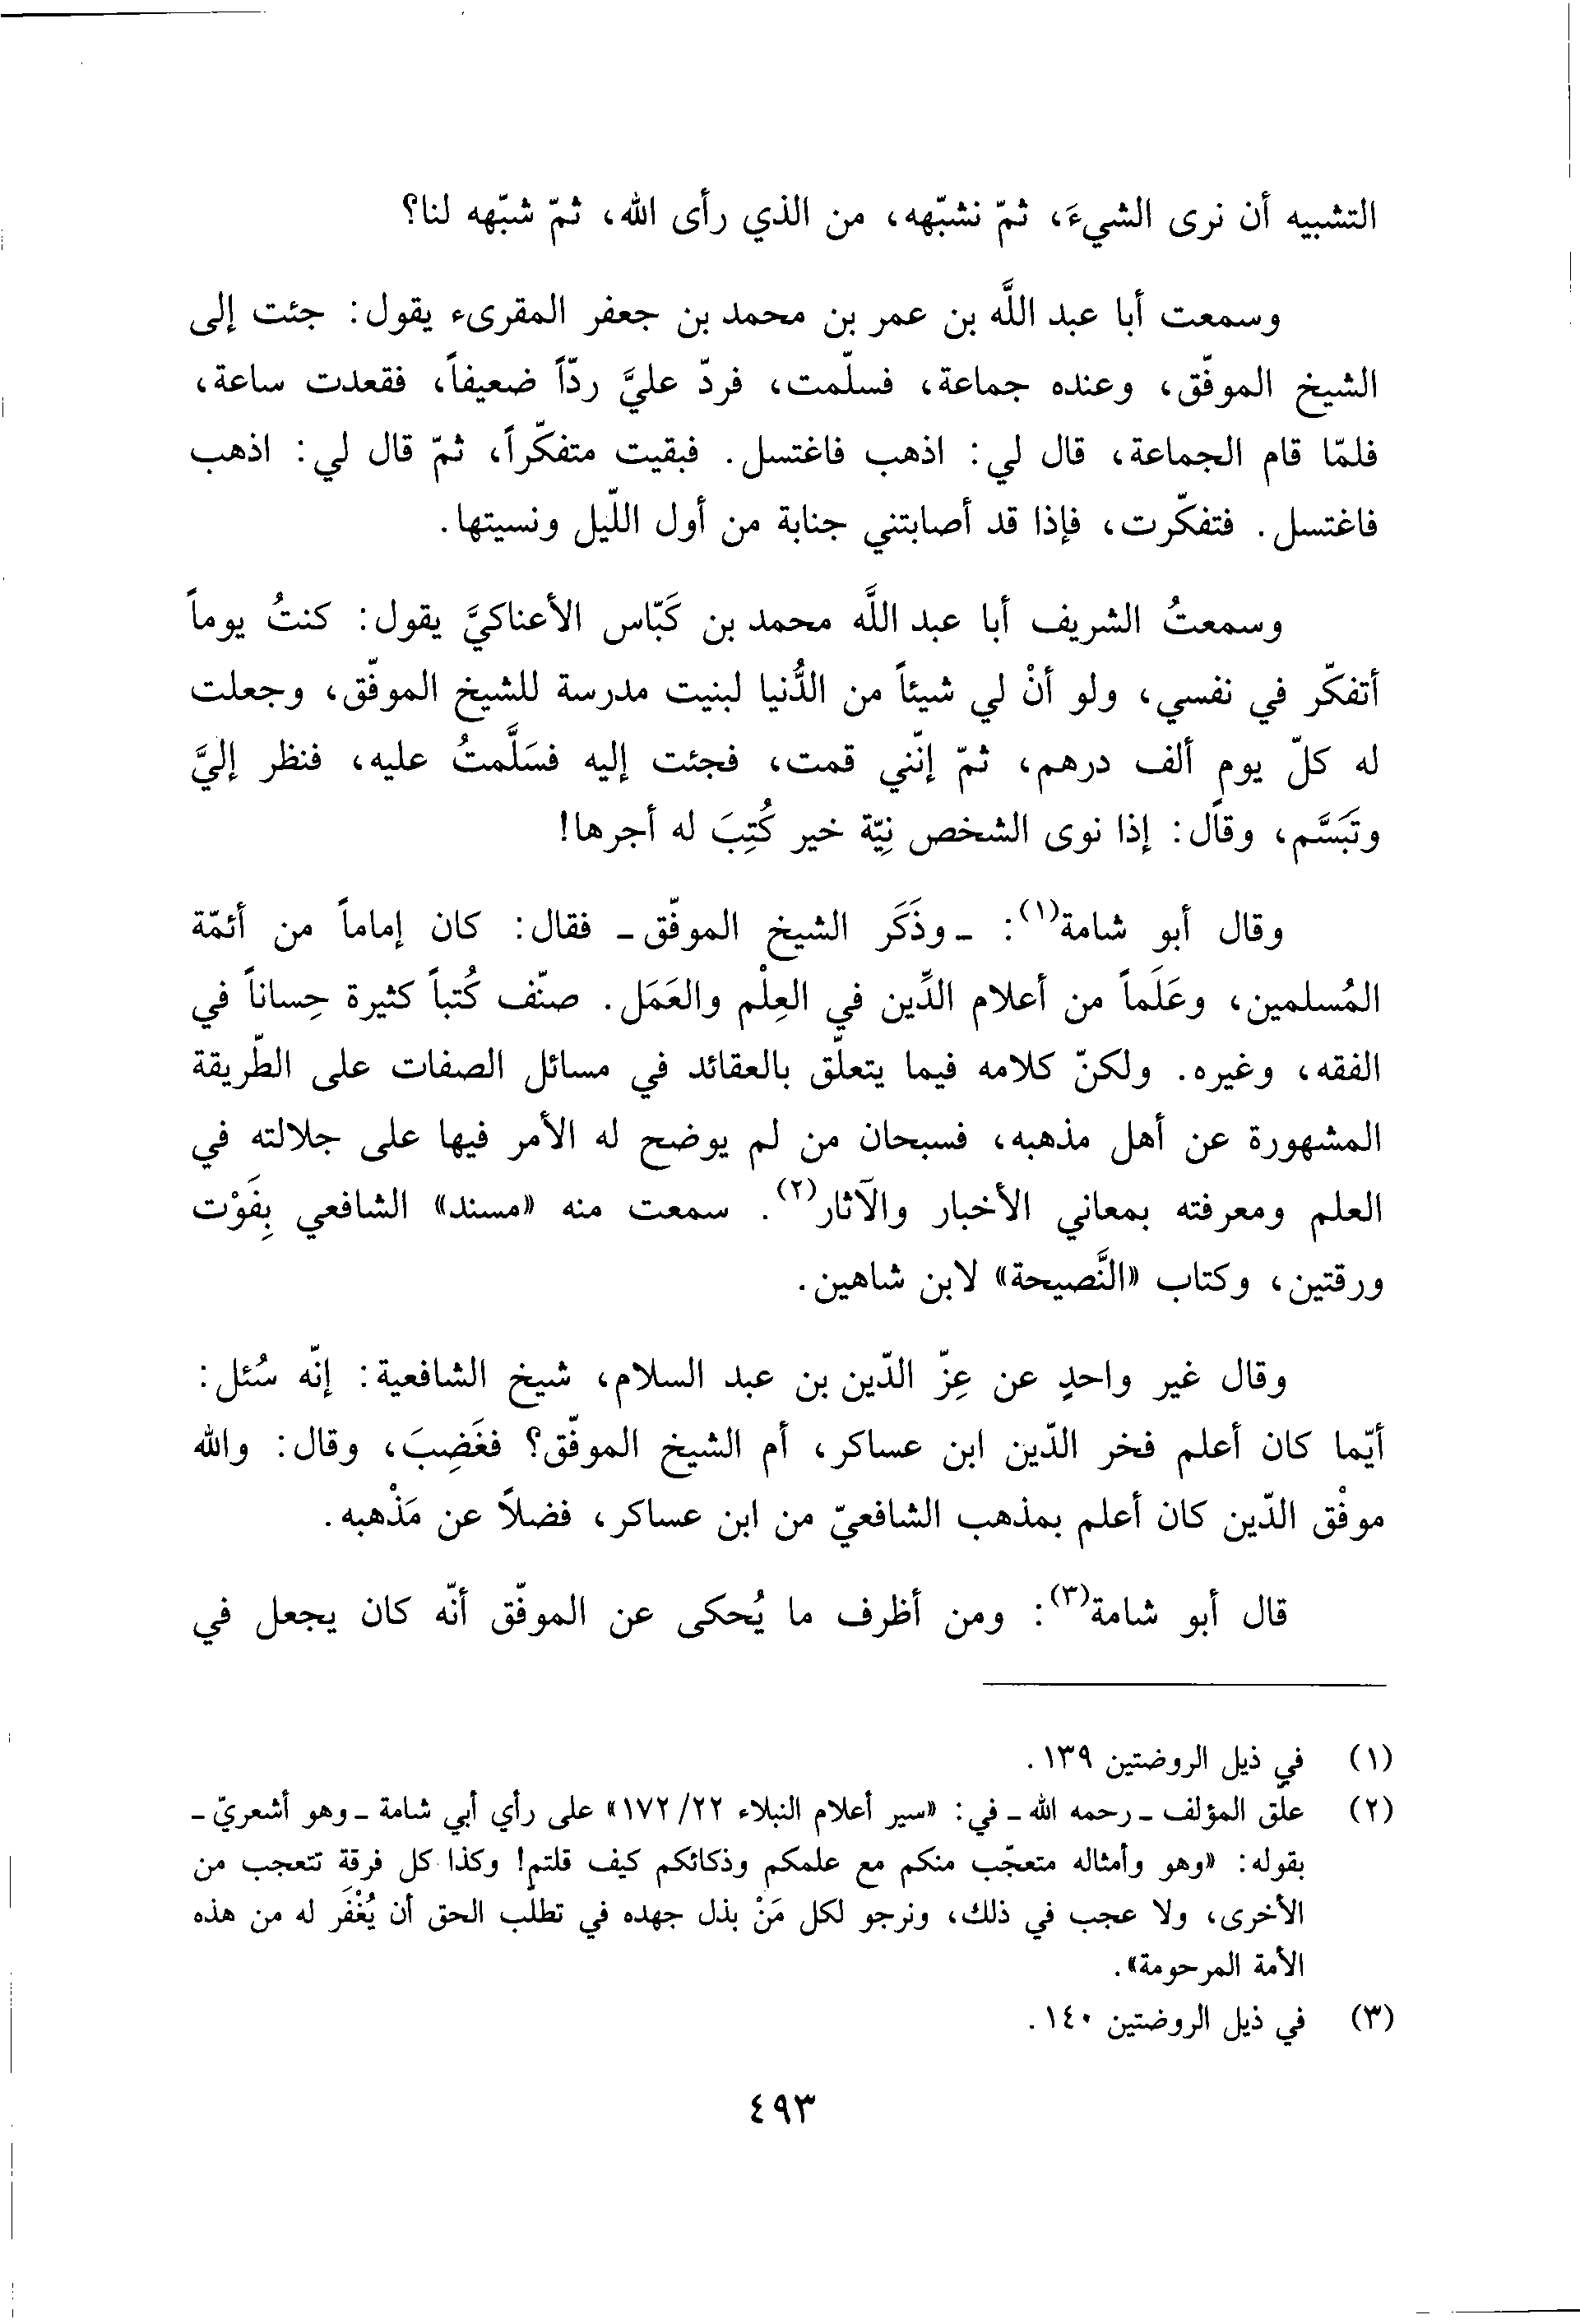 التشبيه أن نرى الشيءَ، ثمّ نشبّهه، من الذي رأى الله، ثمّ شبّهه لنا؟
وسمعت أبا عبد اللَّه بن عمر بن محمد بن جعفر المقرىء يقول: جئت إلى
الشيخ الموفّق، وعنده جماعة، فسلّمت، فردّ عليَّ ردّاً ضعيفاً، فقعدت ساعة،
فلمّا قام الجماعة، قال لي: اذهب فاغتسل. فبقيت متفكّراً، ثمّ قال لي: اذهب
فاغتسل. فتفكّرت، فإذا قد أصابتني جنابة من أول اللّيل ونسيتها.
وسمعتُ الشريف أبا عبد اللَّه محمد بن كَبّاس الأعناكيَّ يقول: كنتُ يوماً
أتفكّر في نفسي، ولو أنْ لي شيئاً من الدُّنيا لبنيت مدرسة للشيخ الموفّق، وجعلت
له كلّ يوم ألف درهم، ثمّ إنّني قمت، فجئت إليه فسَلَّمتُ عليه، فنظر إليَّ
وتَبَسَّم، وقال: إذا نوى الشخص نِيّة خير كُتِبَ له أجرها!
وقال أبو شامة(١): ـ وذَكَر الشيخ الموفّق ـ فقال: كان إماماً من أئمّة
المُسلمين، وعَلَماً من أعلام الدِّين في العِلْم والعَمَل. صنّف كُتباً كثيرة حِساناً في
الفقه، وغيره. ولكنّ كلامه فيما يتعلّق بالعقائد في مسائل الصفات على الطّريقة
المشهورة عن أهل مذهبه، فسبحان من لم يوضح له الأمر فيها على جلالته في
العلم ومعرفته بمعاني الأخبار والآثار(٢). سمعت منه «مسند» الشافعي بِفَوْت
ورقتين، وكتاب «النَّصيحة» لابن شاهين.
وقال غير واحدٍ عن عِزّ الدّين بن عبد السلام، شيخ الشافعية: إنّه سُئل:
أيّما كان أعلم فخر الدّين ابن عساكر، أم الشيخ الموفّق؟ فغَضِبَ، وقال: والله
موفْق الدّين كان أعلم بمذهب الشافعيّ من ابن عساكر، فضلاً عن مَذْهبه.
قال أبو شامة(٣): ومن أظرف ما يُحكى عن الموفّق أنّه كان يجعل في
(١) في ذيل الروضتين ١٣٩.
(٢) علّق المؤلف ـ رحمه الله ـ في: «سير أعلام النبلاء ٢٢/ ١٧٢» على رأي أبي شامة ـ وهو أشعريّ ـ
بقوله: «وهو وأمثاله متعجّب منكم مع علمكم وذكائكم كيف قلتم! وكذا كل فرقة تتعجب من
الأخرى، ولا عجب في ذلك، ونرجو لكل مَنْ بذل جهده في تطلّب الحق أن يُغْفَر له من هذه
الأمة المرحومة».
(٣) في ذيل الروضتين ١٤٠.
٤٩٣